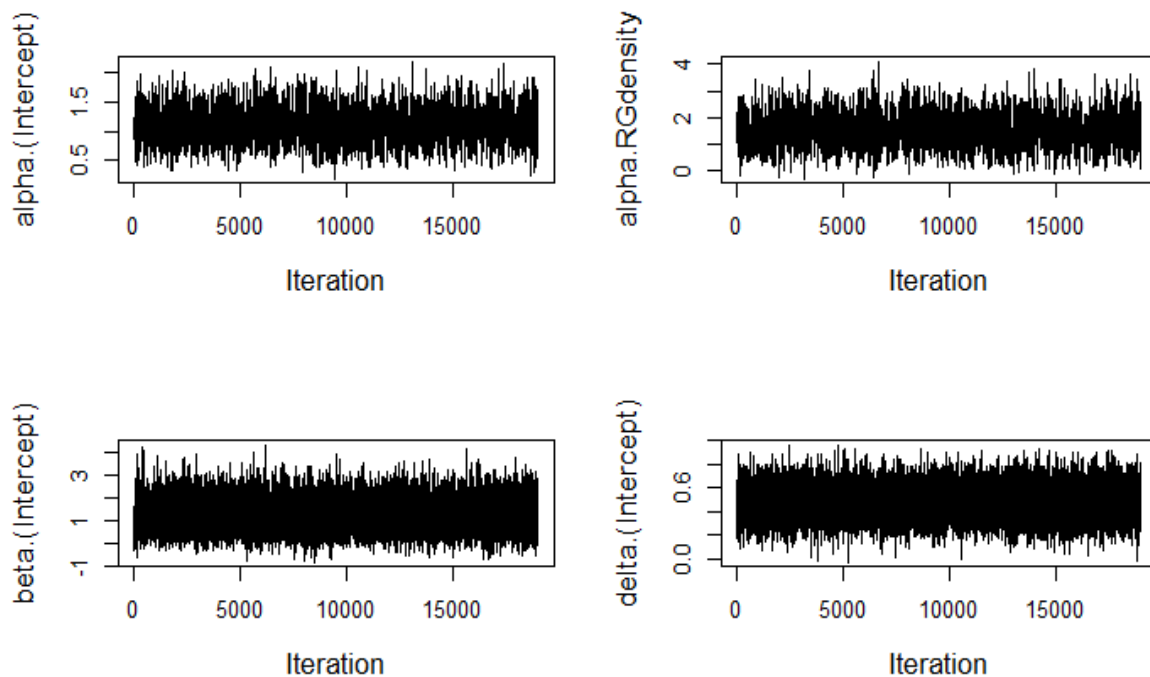 alpha.(Intercept)
0.5 1.5
0 5000 10000 15000
Iteration
alpha.RGdensity
0 2 4
0 5000 10000 15000
Iteration
beta.(Intercept)
-1 1 3
0 5000 10000 15000
Iteration
delta.(Intercept)
0.0 0.6
0 5000 10000 15000
Iteration